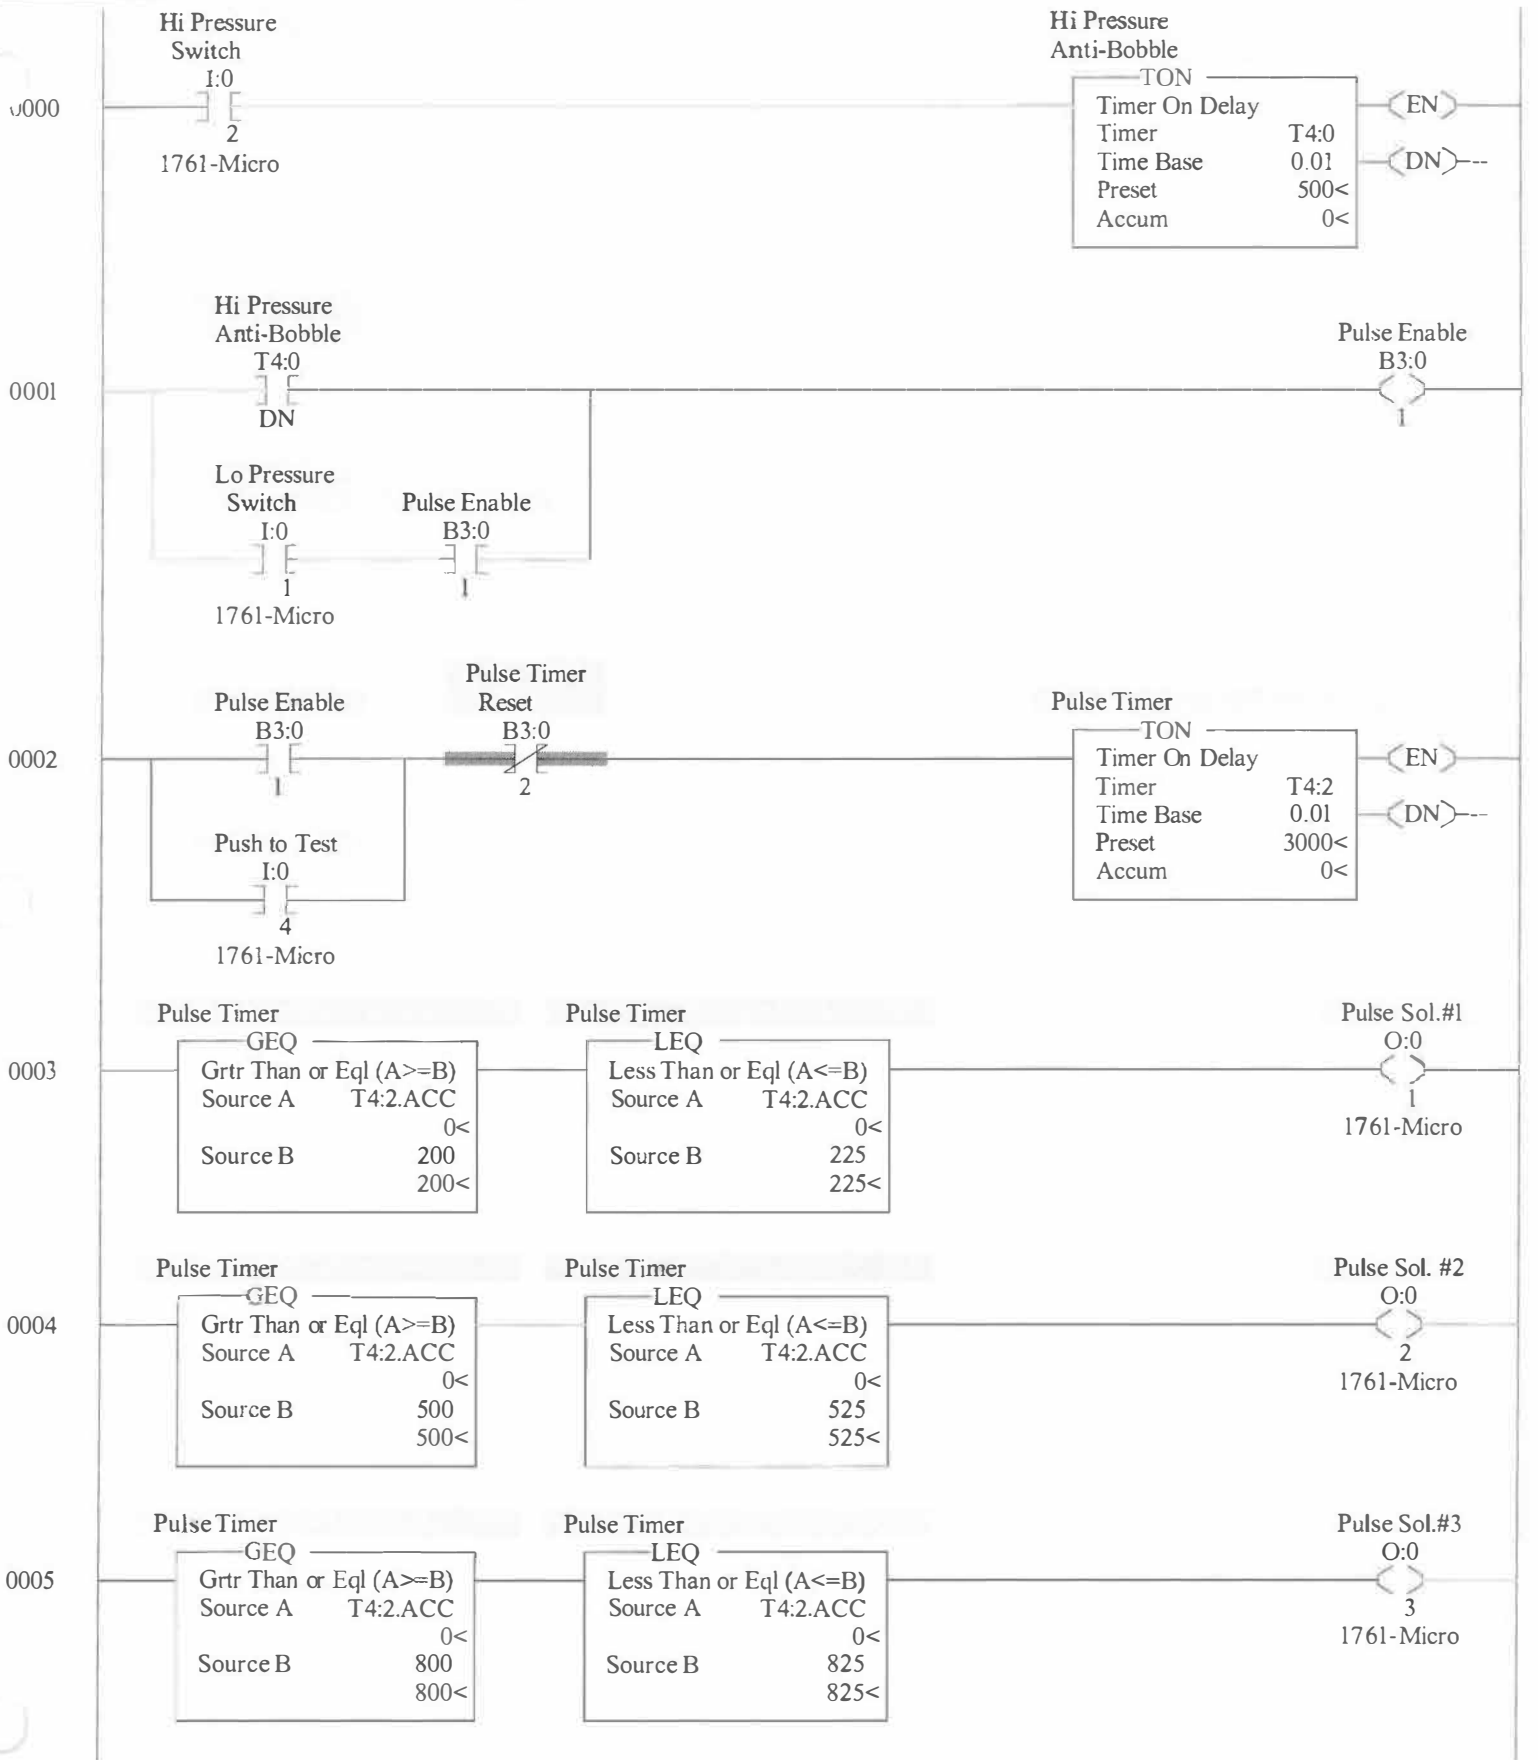 Hi Pressure
Switch
I:0
2
1761-Micro
Hi Pressure
Anti-Bobble
TON
Timer On Delay
Timer T4:0
Time Base 0.01
Preset 500<
Accum 0<
EN
DN
0000
Hi Pressure
Anti-Bobble
T4:0
DN
Pulse Enable
B3:0
1
0001
Lo Pressure
Switch
I:0
1
1761-Micro
Pulse Enable
B3:0
1
Pulse Enable
B3:0
1
Pulse Timer
Reset
B3:0
2
Pulse Timer
TON
Timer On Delay
Timer T4:2
Time Base 0.01
Preset 3000<
Accum 0<
EN
DN
0002
Push to Test
I:0
4
1761-Micro
0003
Pulse Timer
GEQ
Grtr Than or Eql (A>=B)
Source A T4:2.ACC
0<
Source B 200
200<
Pulse Timer
LEQ
Less Than or Eql (A<=B)
Source A T4:2.ACC
0<
Source B 225
225<
Pulse Sol.#1
O:0
1
1761-Micro
0004
Pulse Timer
GEQ
Grtr Than or Eql (A>=B)
Source A T4:2.ACC
0<
Source B 500
500<
Pulse Timer
LEQ
Less Than or Eql (A<=B)
Source A T4:2.ACC
0<
Source B 525
525<
Pulse Sol. #2
O:0
2
1761-Micro
0005
Pulse Timer
GEQ
Grtr Than or Eql (A>=B)
Source A T4:2.ACC
0<
Source B 800
800<
Pulse Timer
LEQ
Less Than or Eql (A<=B)
Source A T4:2.ACC
0<
Source B 825
825<
Pulse Sol.#3
O:0
3
1761-Micro